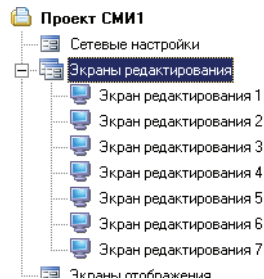 Проект СМИ1
Сетевые настройки
Экраны редактирования
Экран редактирования 1
Экран редактирования 2
Экран редактирования 3
Экран редактирования 4
Экран редактирования 5
Экран редактирования 6
Экран редактирования 7
Экраны отображения